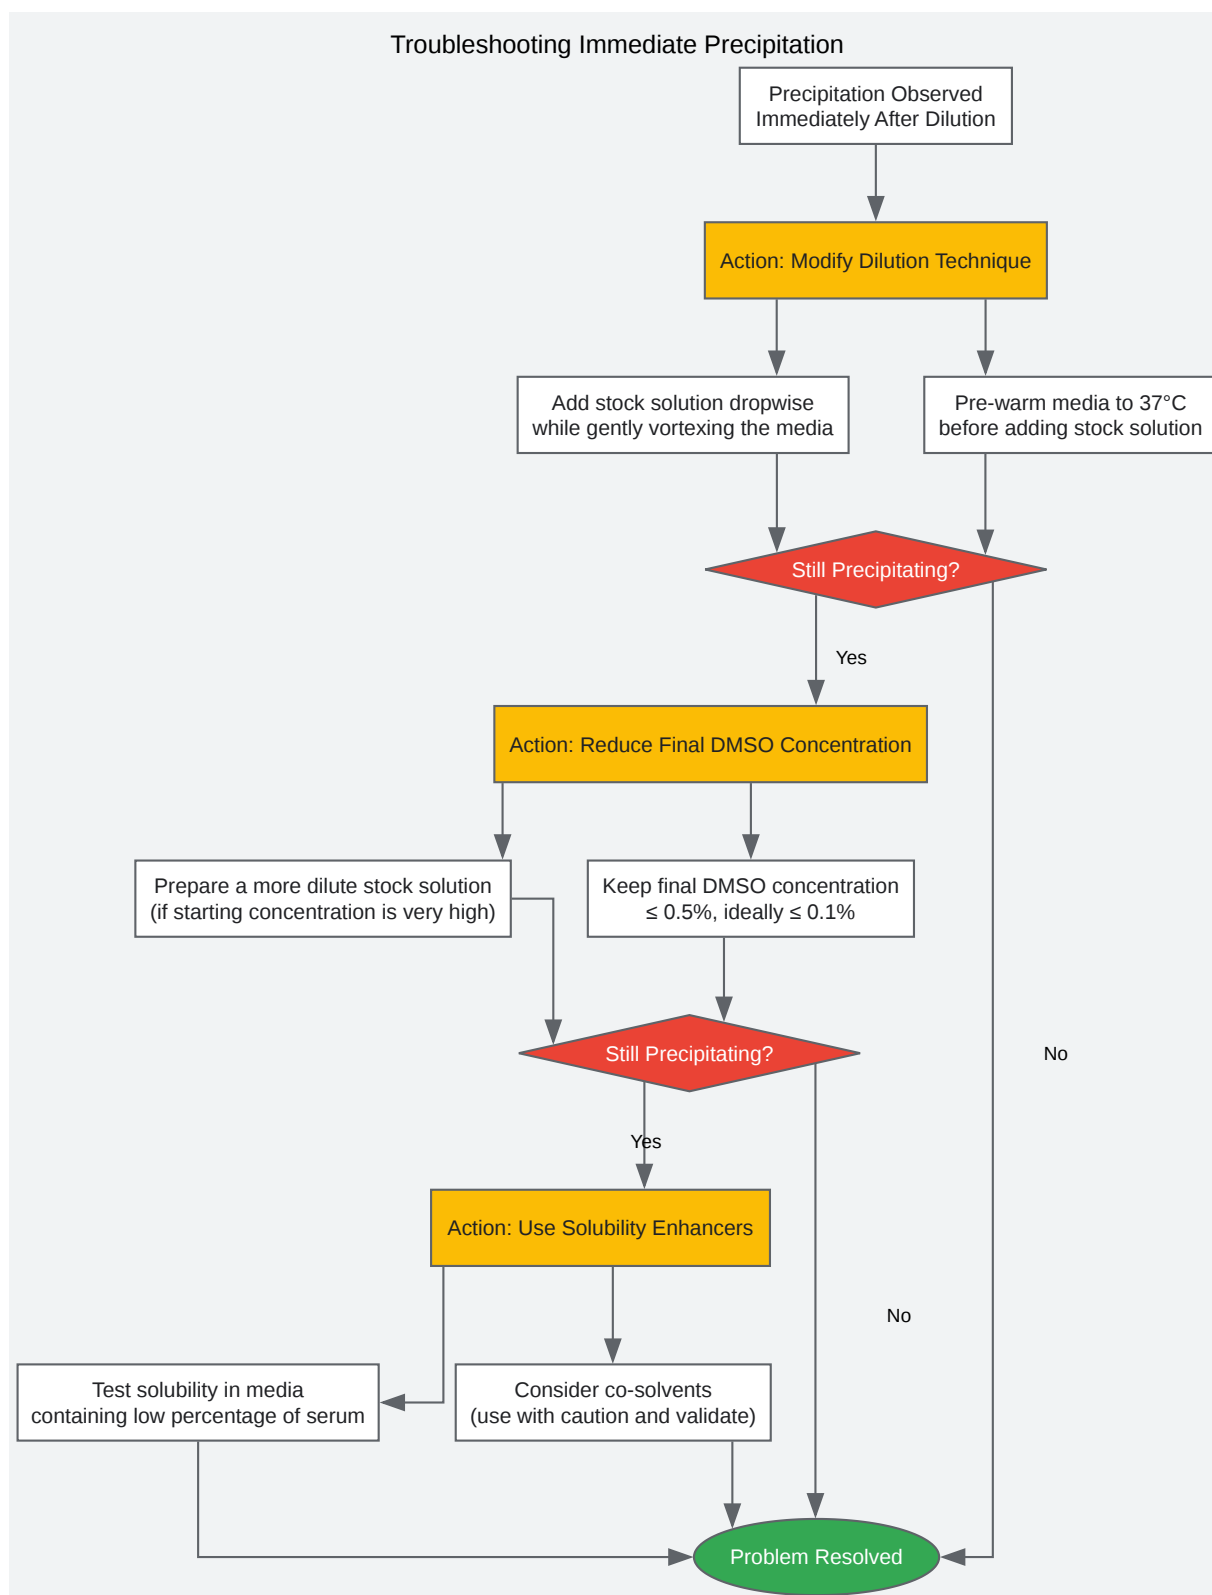 Troubleshooting Immediate Precipitation
Precipitation Observed
Immediately After Dilution
Action: Modify Dilution Technique
Add stock solution dropwise
while gently vortexing the media
Pre-warm media to 37°C
before adding stock solution
Still Precipitating?
Yes
Action: Reduce Final DMSO Concentration
Prepare a more dilute stock solution
(if starting concentration is very high)
Keep final DMSO concentration
≤ 0.5%, ideally ≤ 0.1%
Still Precipitating?
No
Yes
Action: Use Solubility Enhancers
No
Test solubility in media
containing low percentage of serum
Consider co-solvents
(use with caution and validate)
Problem Resolved